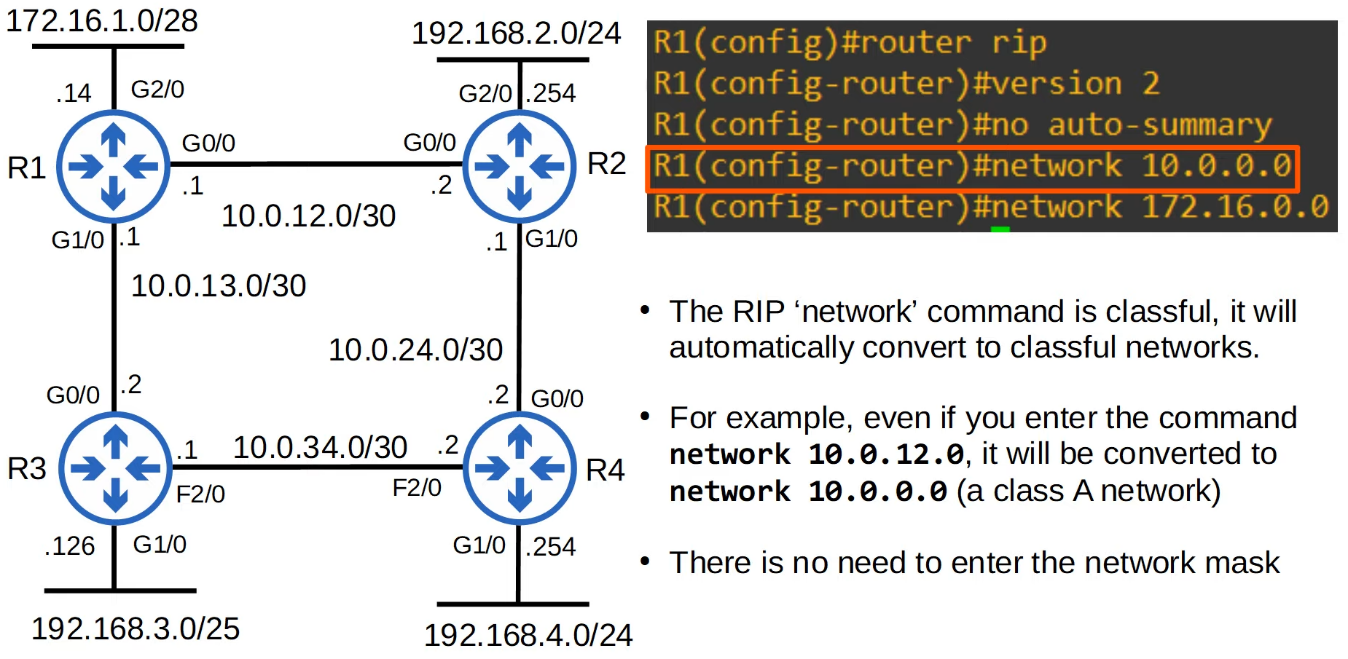 172.16.1.0/28
192.168.2.0/24
.14
G2/0
G2/0
.254
R1
G0/0
G0/0
R2
.1
.2
10.0.12.0/30
G1/0
.1
.1
G1/0
10.0.13.0/30
10.0.24.0/30
G0/0
.2
.2
G0/0
R3
.1
10.0.34.0/30
.2
R4
F2/0
F2/0
.126
G1/0
G1/0
.254
192.168.3.0/25
192.168.4.0/24
R1(config)#router rip
R1(config-router)#version 2
R1(config-router)#no auto-summary
R1(config-router)#network 10.0.0.0
R1(config-router)#network 172.16.0.0
• The RIP ‘network’ command is classful, it will
automatically convert to classful networks.
• For example, even if you enter the command
network 10.0.12.0, it will be converted to
network 10.0.0.0 (a class A network)
• There is no need to enter the network mask